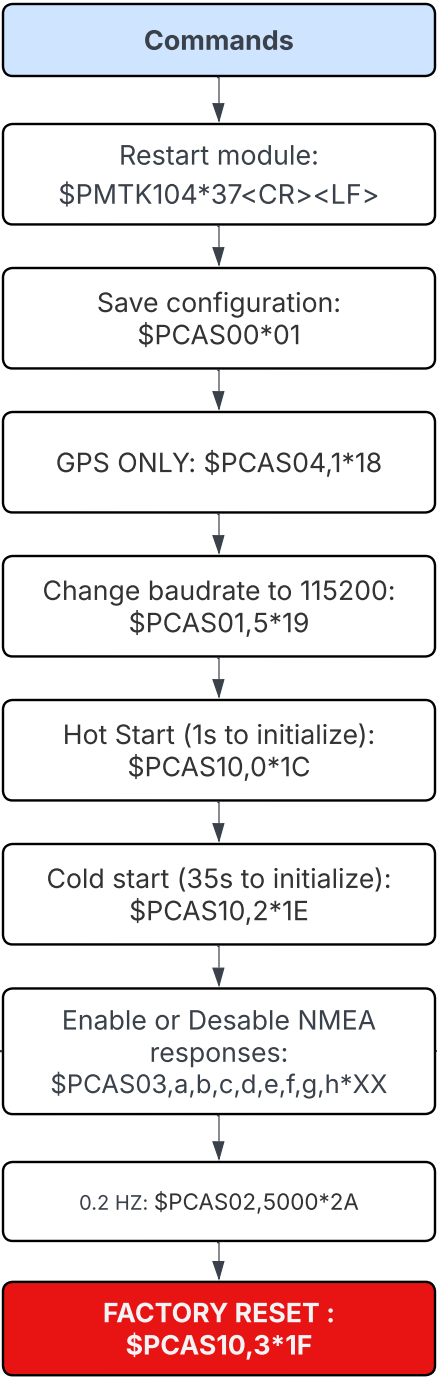 Commands
Restart module:
$PMTK104*37<CR><LF>
Save configuration:
$PCAS00*01
GPS ONLY: $PCAS04,1*18
Change baudrate to 115200:
$PCAS01,5*19
Hot Start (1s to initialize):
$PCAS10,0*1C
Cold start (35s to initialize):
$PCAS10,2*1E
Enable or Desable NMEA
responses:
$PCAS03,a,b,c,d,e,f,g,h*XX
0.2 HZ: $PCAS02,5000*2A
FACTORY RESET :
$PCAS10,3*1F